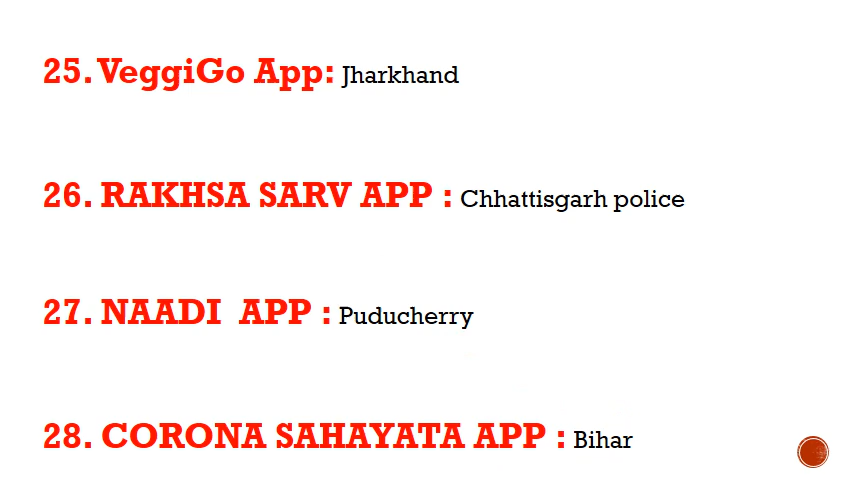 25. VeggiGo App: Jharkhand
26. RAKHSA SARV APP : Chhattisgarh police
27. NAADI APP : Puducherry
28. CORONA SAHAYATA APP : Bihar